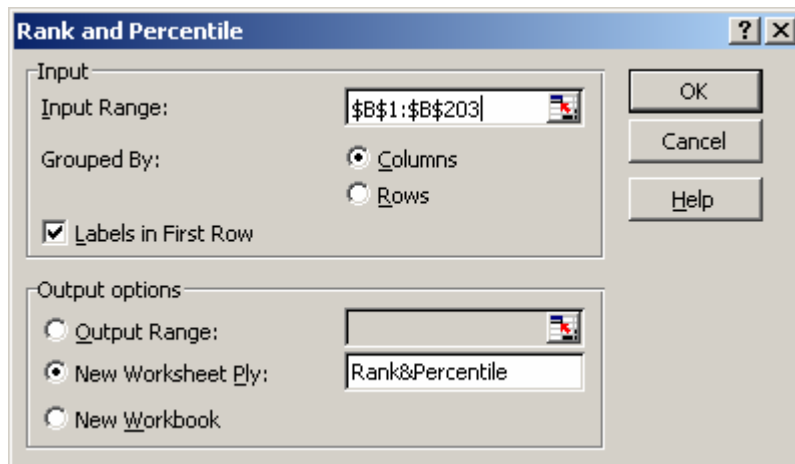 Rank and Percentile
Input
Input Range:
$B$1:$B$203
Grouped By:
Columns
Rows
Labels in First Row
OK
Cancel
Help
Output options
Output Range:
New Worksheet Ply:
Rank&Percentile
New Workbook